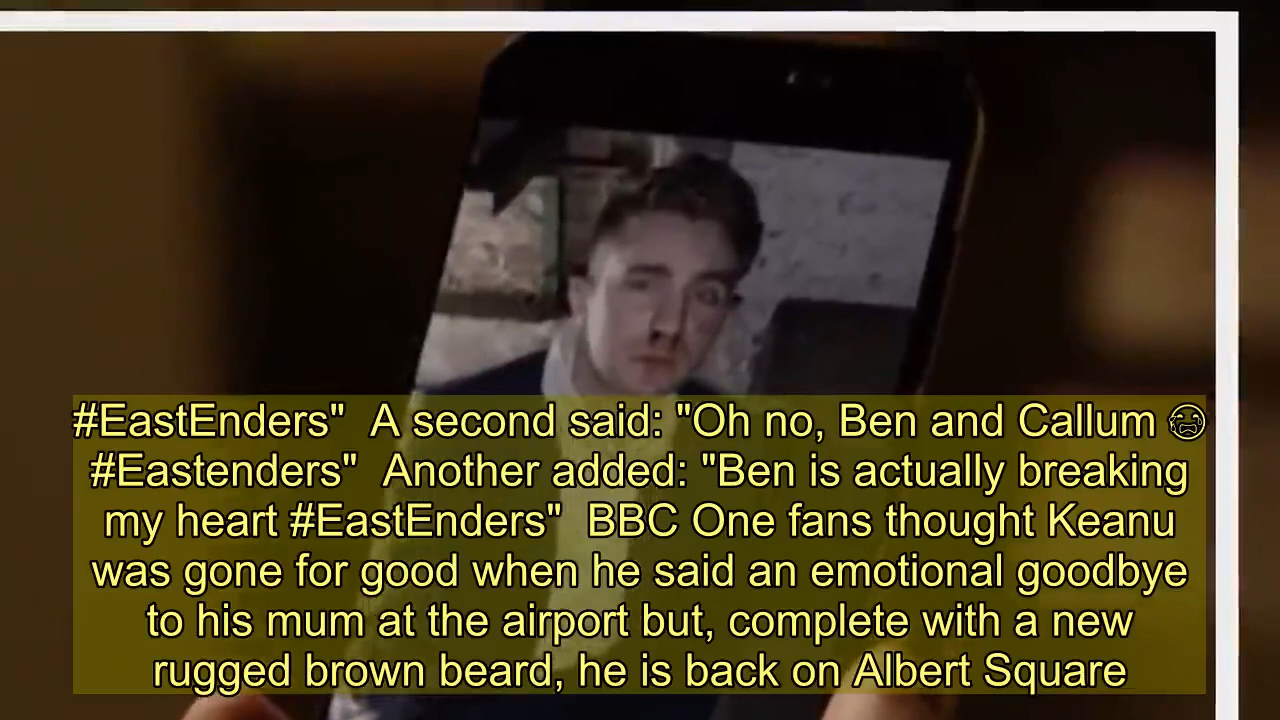 #EastEnders"  A second said: "Oh no, Ben and Callum 😭
#Eastenders"  Another added: "Ben is actually breaking
my heart #EastEnders"  BBC One fans thought Keanu
was gone for good when he said an emotional goodbye
to his mum at the airport but, complete with a new
rugged brown beard, he is back on Albert Square